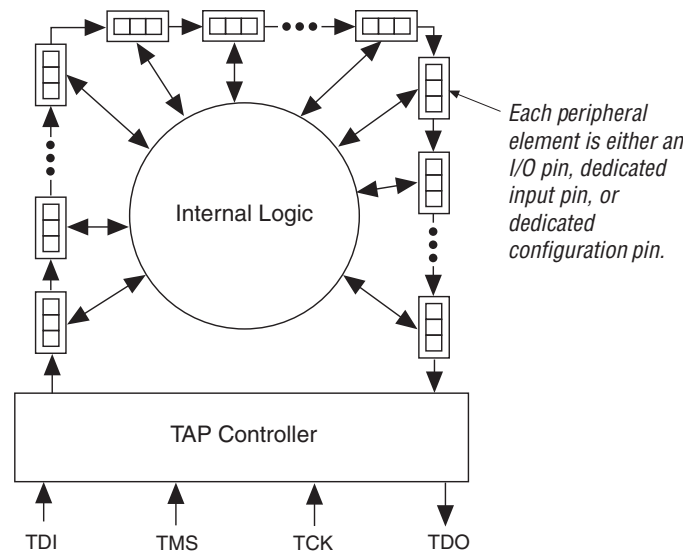 Each peripheral
element is either an
I/O pin, dedicated
input pin, or
dedicated
configuration pin.
Internal Logic
TAP Controller
TDI
TMS
TCK
TDO